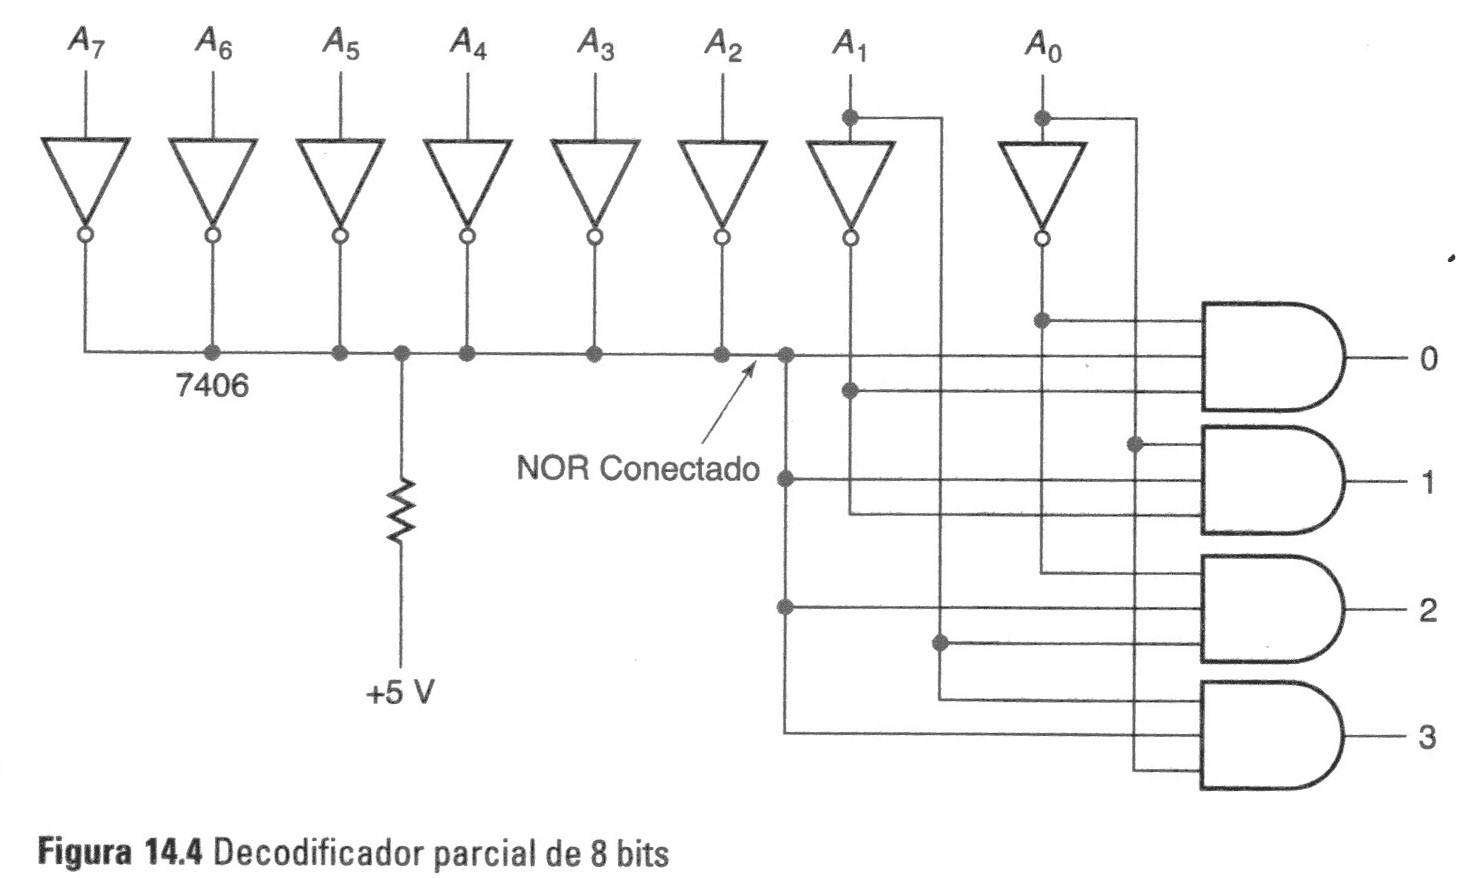 A7 A6 A5 A4 A3 A2 A1 A0
0
7406
NOR Conectado
1
2
+5 V
3
Figura 14.4 Decodificador parcial de 8 bits